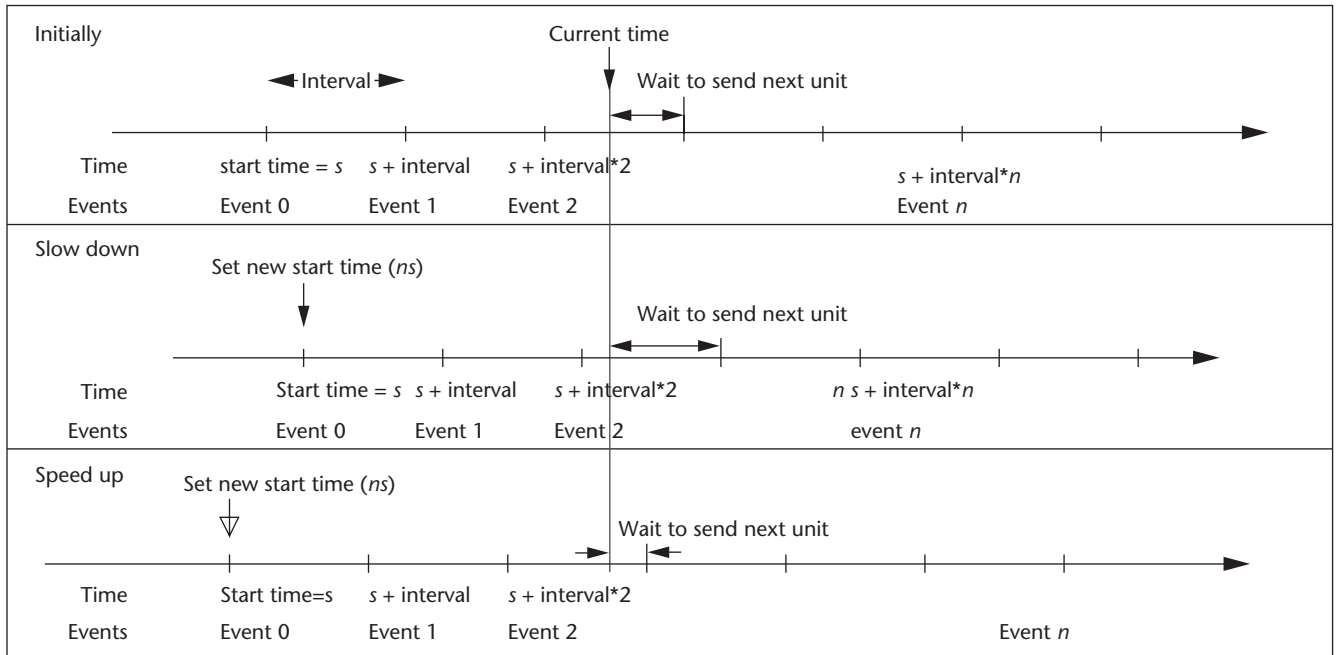 Initially
Current time
Interval
Wait to send next unit
Time start time = s s + interval s + interval*2 s + interval*n
Events Event 0 Event 1 Event 2 Event n
Slow down
Set new start time (ns)
Wait to send next unit
Time Start time = s s + interval s + interval*2 n s + interval*n
Events Event 0 Event 1 Event 2 event n
Speed up
Set new start time (ns)
Wait to send next unit
Time Start time=s s + interval s + interval*2
Events Event 0 Event 1 Event 2 Event n